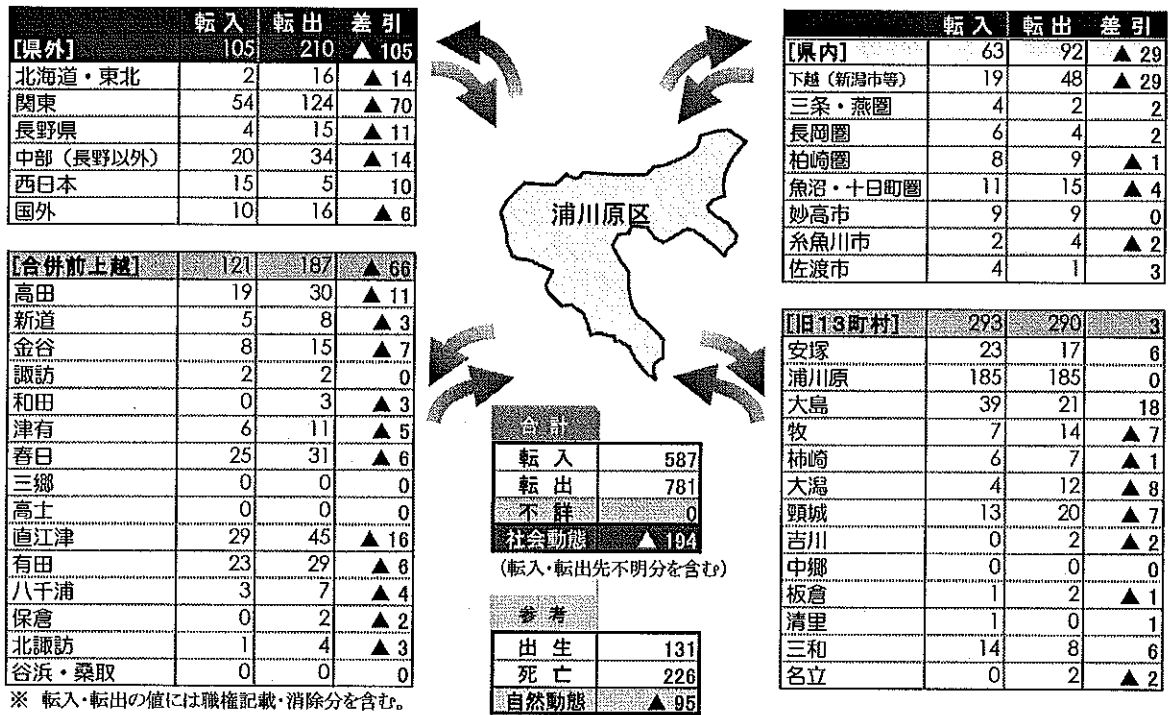 転入 転出 差引
[県外] 105 210 ▲ 105
北海道・東北 2 16 ▲ 14
関東 54 124 ▲ 70
長野県 4 15 ▲ 11
中部（長野以外） 20 34 ▲ 14
西日本 15 5 10
国外 10 16 ▲ 6
[合併前上越] 121 187 ▲ 66
高田 19 30 ▲ 11
新道 5 8 ▲ 3
金谷 8 15 ▲ 7
諏訪 2 2 0
和田 0 3 ▲ 3
津有 6 11 ▲ 5
春日 25 31 ▲ 6
三郷 0 0 0
高士 0 0 0
直江津 29 45 ▲ 16
有田 23 29 ▲ 6
八千浦 3 7 ▲ 4
保倉 0 2 ▲ 2
北諏訪 1 4 ▲ 3
谷浜・桑取 0 0 0
※ 転入・転出の値には職権記載・消除分を含む。
浦川原区
合計
転入 587
転出 781
不詳 0
社会動態 ▲ 194
（転入・転出先不明分を含む）
参考
出生 131
死亡 226
自然動態 ▲ 95
転入 転出 差引
[県内] 63 92 ▲ 29
下越（新潟市等） 19 48 ▲ 29
三条・燕圏 4 2 2
長岡圏 6 4 2
柏崎圏 8 9 ▲ 1
魚沼・十日町圏 11 15 ▲ 4
妙高市 9 9 0
糸魚川市 2 4 ▲ 2
佐渡市 4 1 3
[旧13町村] 293 290 3
安塚 23 17 6
浦川原 185 185 0
大島 39 21 18
牧 7 14 ▲ 7
柿崎 6 7 ▲ 1
大潟 4 12 ▲ 8
頸城 13 20 ▲ 7
吉川 0 2 ▲ 2
中郷 0 0 0
板倉 1 2 ▲ 1
清里 1 0 1
三和 14 8 6
名立 0 2 ▲ 2